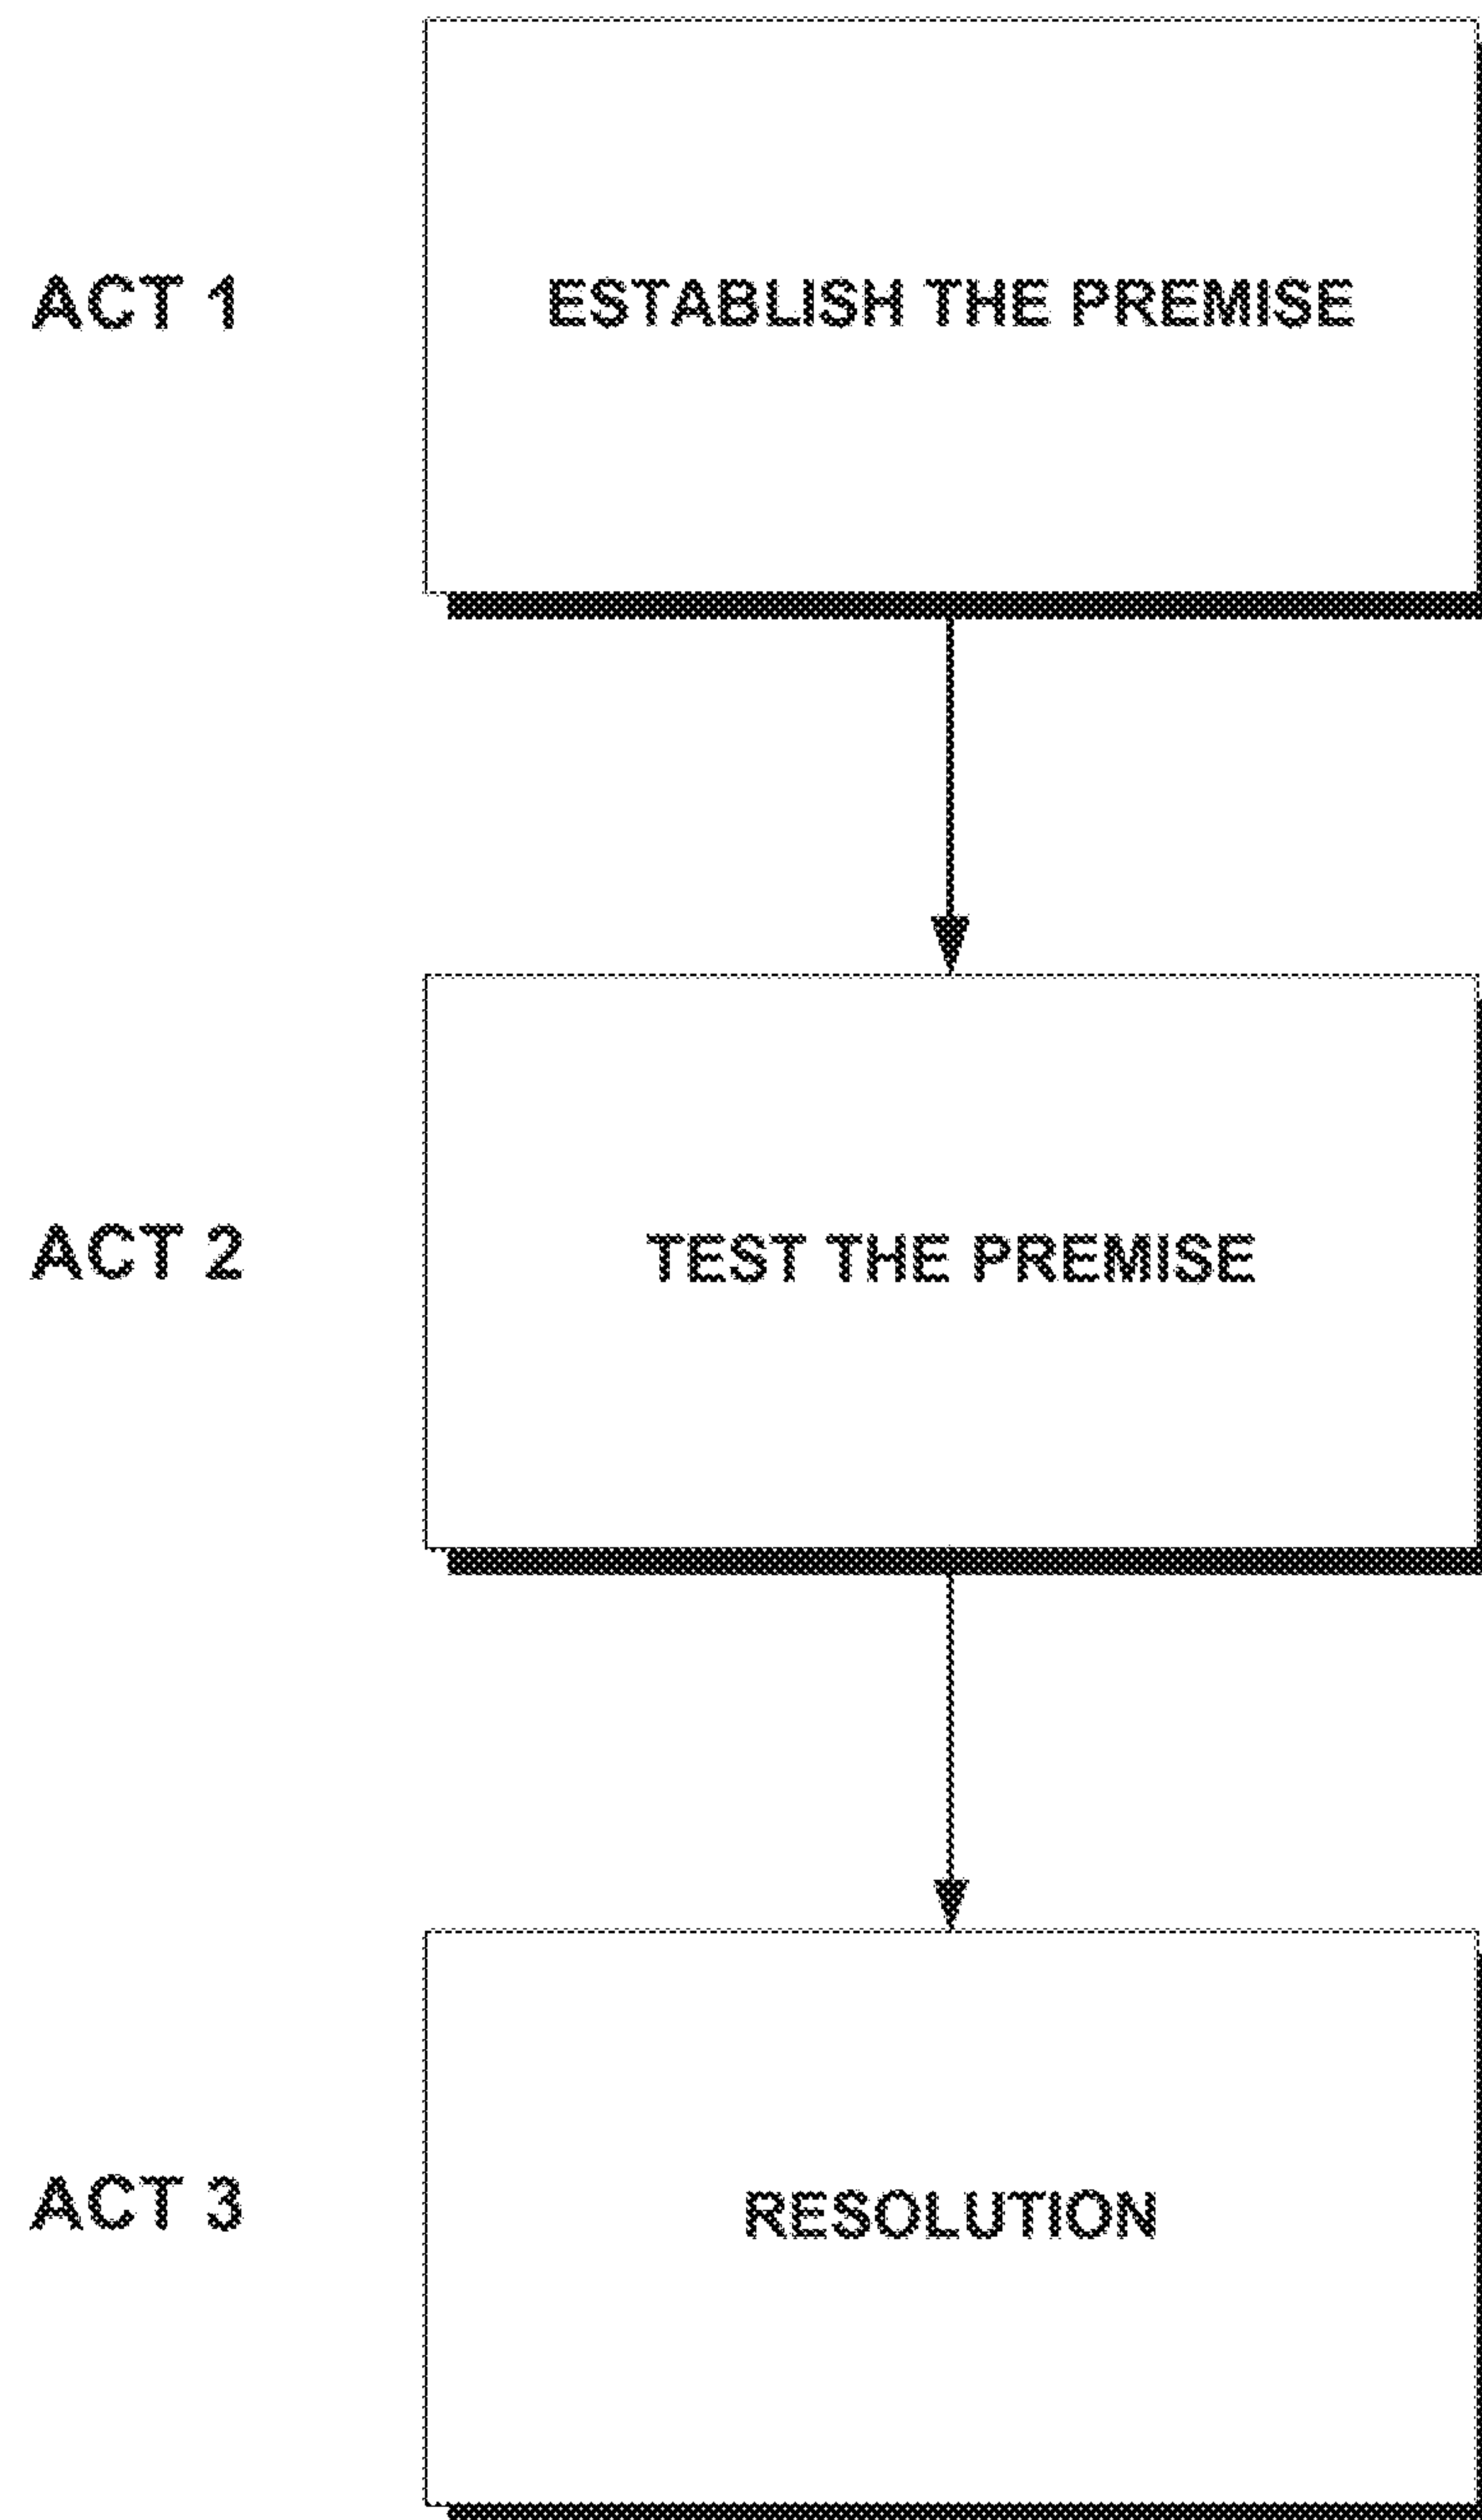 ACT 1
ESTABLISH THE PREMISE
ACT 2
TEST THE PREMISE
ACT 3
RESOLUTION